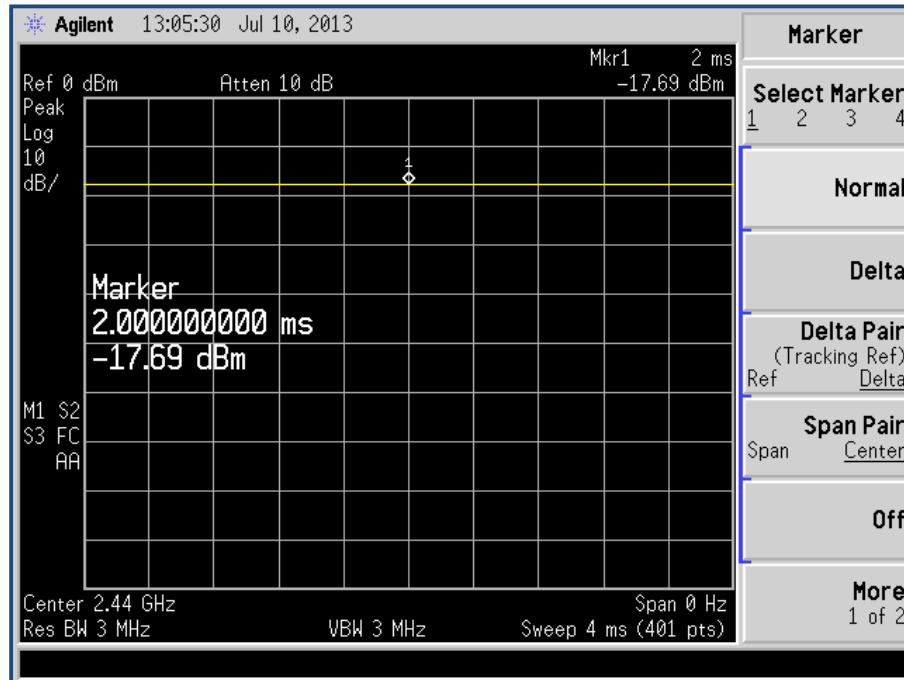 Agilent 13:05:30 Jul 10, 2013
Mkr1 2 ms
Ref 0 dBm Atten 10 dB -17.69 dBm
Peak
Log
10
dB/
1
Marker
2.000000000 ms
-17.69 dBm
M1 S2
S3 FC
AA
Center 2.44 GHz Span 0 Hz
Res BW 3 MHz VBW 3 MHz Sweep 4 ms (401 pts)
Marker
Select Marker
1 2 3 4
Normal
Delta
Delta Pair
(Tracking Ref)
Ref Delta
Span Pair
Span Center
Off
More
1 of 2